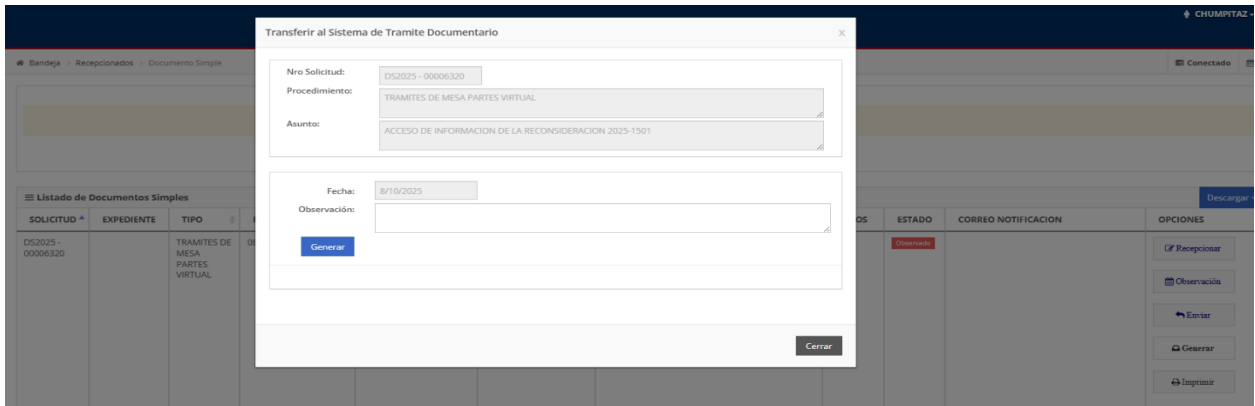 CHUMPITAZ
Transferir al Sistema de Tramite Documentario
x
Bandeja > Recepcionados > Documento Simple
Conectado
Nro Solicitud:
DS2025 - 00006320
Procedimiento:
TRAMITES DE MESA PARTES VIRTUAL
Asunto:
ACCESO DE INFORMACION DE LA RECONSIDERACION 2025-1501
Fecha:
8/10/2025
Observación:
Generar
Cerrar
Listado de Documentos Simples
Descargar
SOLICITUD EXPEDIENTE TIPO OS ESTADO CORREO NOTIFICACION OPCIONES
DS2025 -
00006320
TRAMITES DE
MESA
PARTES
VIRTUAL
Observado
Recepcionar
Observación
Enviar
Generar
Imprimir